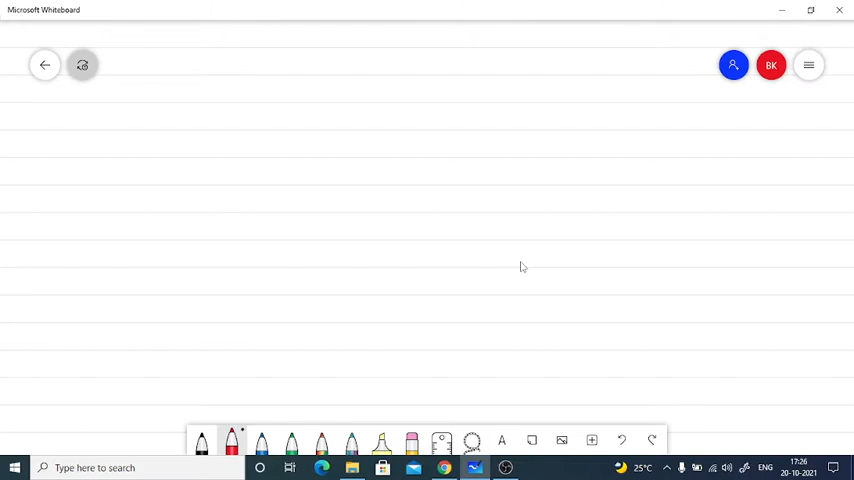 Microsoft Whiteboard
BK
A
Type here to search
25°C
ENG
17:26
20-10-2021